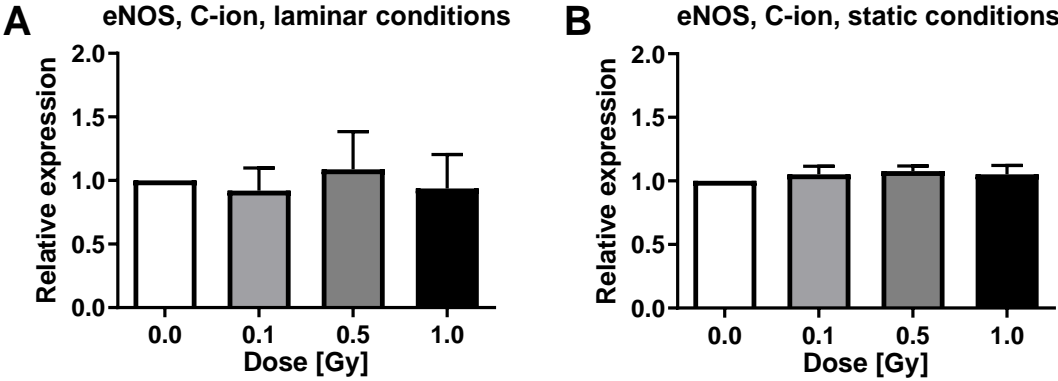 A
eNOS, C-ion, laminar conditions
Relative expression
2.0
1.5
1.0
0.5
0.0
0.0 0.1 0.5 1.0
Dose [Gy]
B
eNOS, C-ion, static conditions
Relative expression
2.0
1.5
1.0
0.5
0.0
0.0 0.1 0.5 1.0
Dose [Gy]